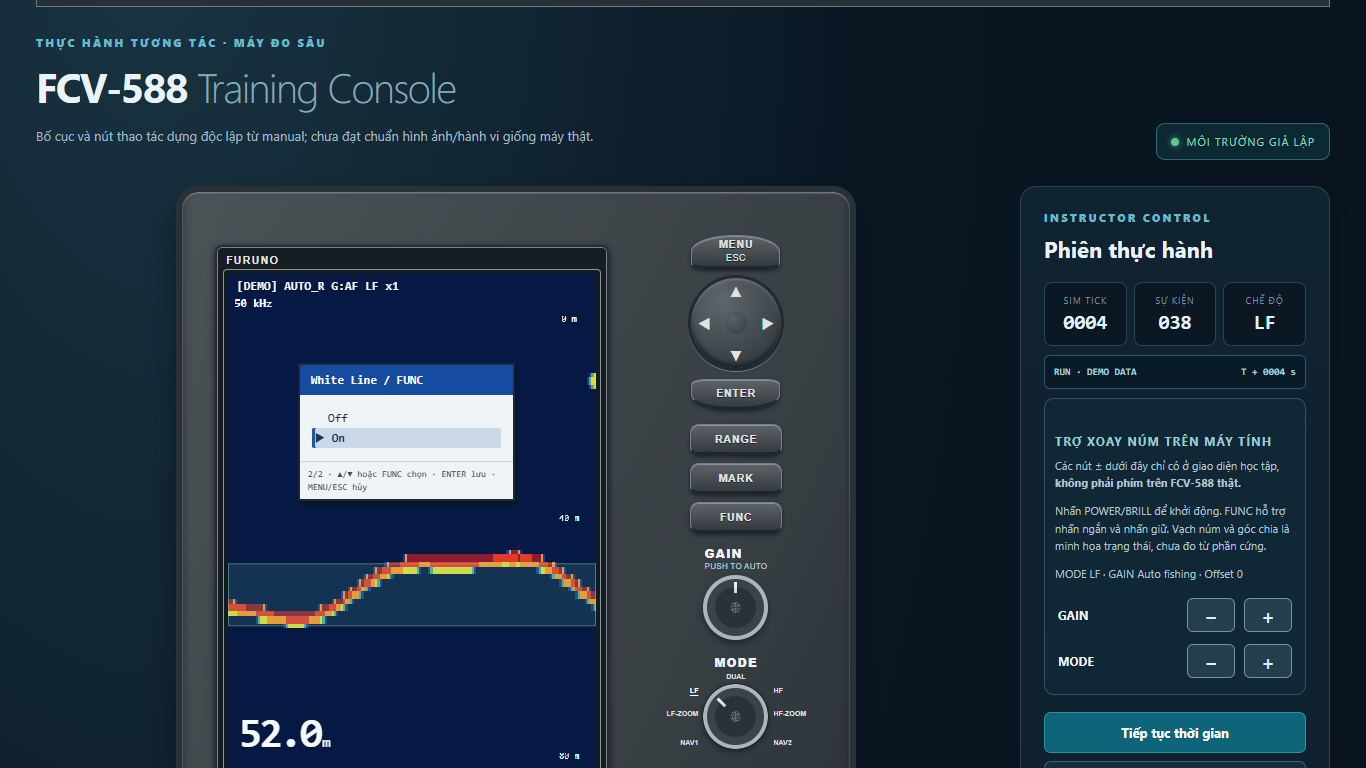 THỰC HÀNH TƯƠNG TÁC · MÁY ĐO SÂU
FCV-588 Training Console
Bố cục và nút thao tác dựng độc lập từ manual; chưa đạt chuẩn hình ảnh/hành vi giống máy thật.
MÔI TRƯỜNG GIẢ LẬP
FURUNO
[DEMO] AUTO_R G:AF LF x1
50 kHz
0 m
White Line / FUNC
Off
▶ On
2/2 · ▲/▼ hoặc FUNC chọn · ENTER lưu ·
MENU/ESC hủy
40 m
52.0m
80 m
MENU
ESC
ENTER
RANGE
MARK
FUNC
GAIN
PUSH TO AUTO
MODE
DUAL
LF
HF
LF-ZOOM
HF-ZOOM
NAV1
NAV2
INSTRUCTOR CONTROL
Phiên thực hành
SIM TICK
0004
SỰ KIỆN
038
CHẾ ĐỘ
LF
RUN · DEMO DATA
T + 0004 s
TRỢ XOAY NÚM TRÊN MÁY TÍNH
Các nút ± dưới đây chỉ có ở giao diện học tập,
không phải phím trên FCV-588 thật.
Nhấn POWER/BRILL để khởi động. FUNC hỗ trợ
nhấn ngắn và nhấn giữ. Vạch núm và góc chia là
minh họa trạng thái, chưa đo từ phần cứng.
MODE LF · GAIN Auto fishing · Offset 0
GAIN
− +
MODE
− +
Tiếp tục thời gian